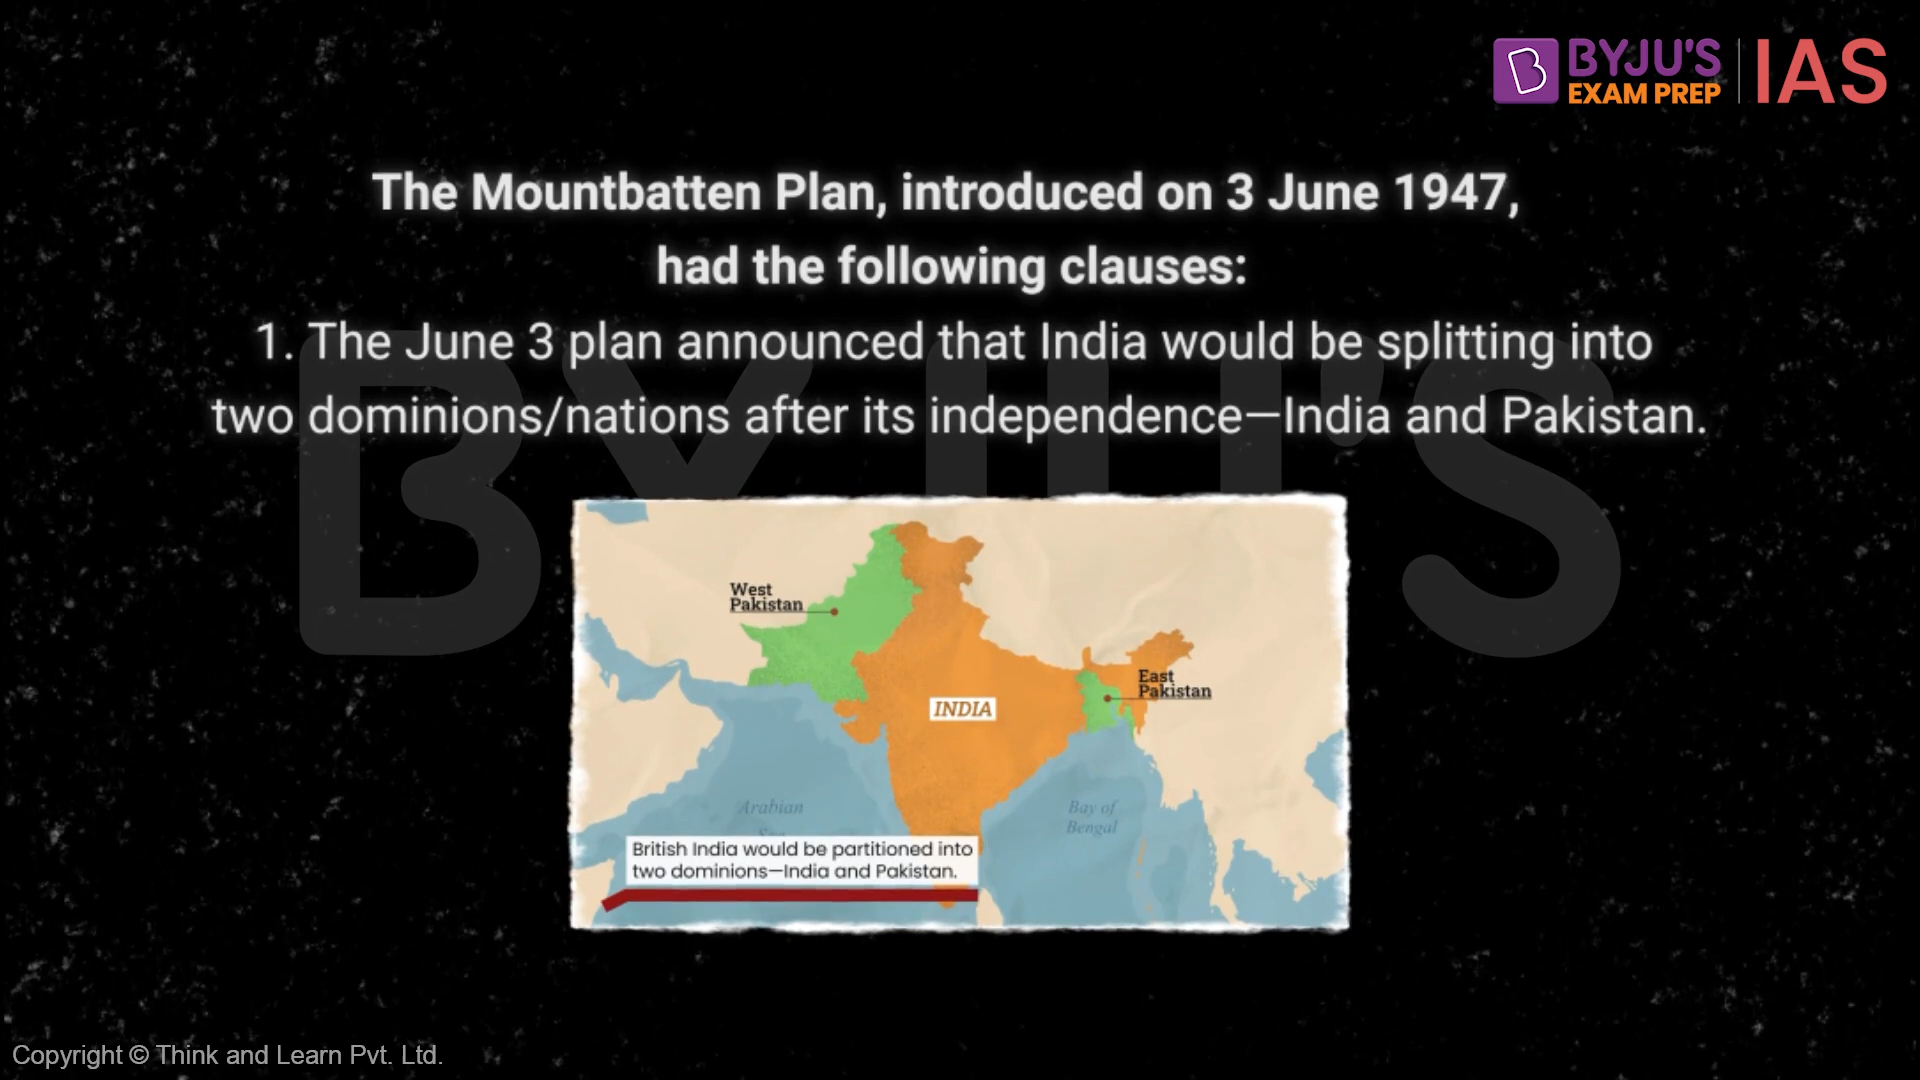 BYJU'S
EXAM PREP
IAS
The Mountbatten Plan, introduced on 3 June 1947,
had the following clauses:
1. The June 3 plan announced that India would be splitting into
two dominions/nations after its independence—India and Pakistan.
BYJU'S
West
Pakistan
East
Pakistan
INDIA
Arabian
Sea
Bay of
Bengal
British India would be partitioned into
two dominions—India and Pakistan.
Copyright © Think and Learn Pvt. Ltd.